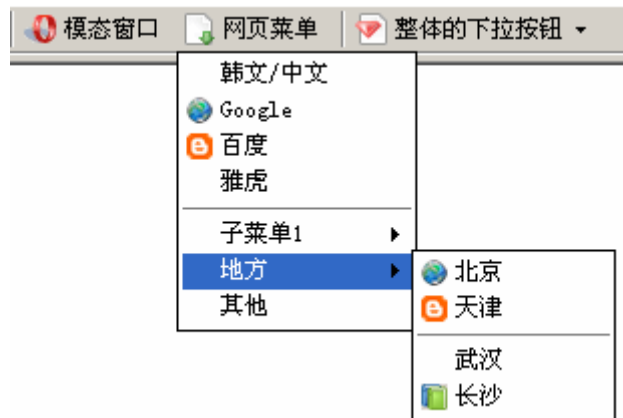 模态窗口 网页菜单 整体的下拉按钮
韩文/中文
Google
百度
雅虎
子菜单1
地方
其他
北京
天津
武汉
长沙